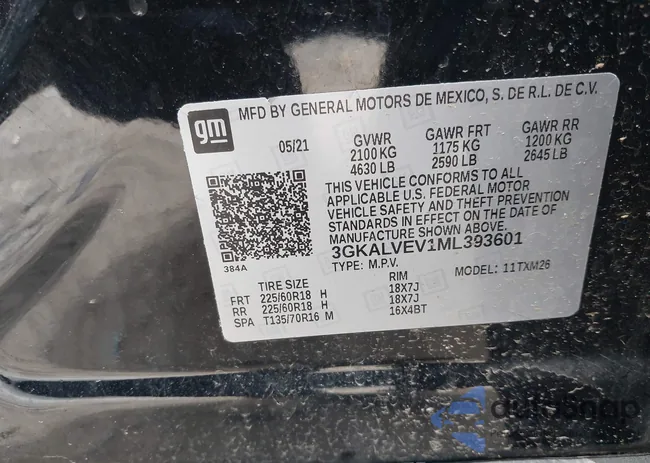 MFD BY GENERAL MOTORS DE MEXICO, S. DE R.L. DE C.V.
gm
05/21 GVWR GAWR FRT GAWR RR
2100 KG 1175 KG 1200 KG
4630 LB 2590 LB 2645 LB
THIS VEHICLE CONFORMS TO ALL
APPLICABLE U.S. FEDERAL MOTOR
VEHICLE SAFETY AND THEFT PREVENTION
STANDARDS IN EFFECT ON THE DATE OF
MANUFACTURE SHOWN ABOVE.
3GKALVEV1ML393601
384A
TYPE: M.P.V. MODEL: 11TXM26
TIRE SIZE RIM
FRT 225/60R18 H 18X7J
RR 225/60R18 H 18X7J
SPA T135/70R16 M 16X4BT
autobnap